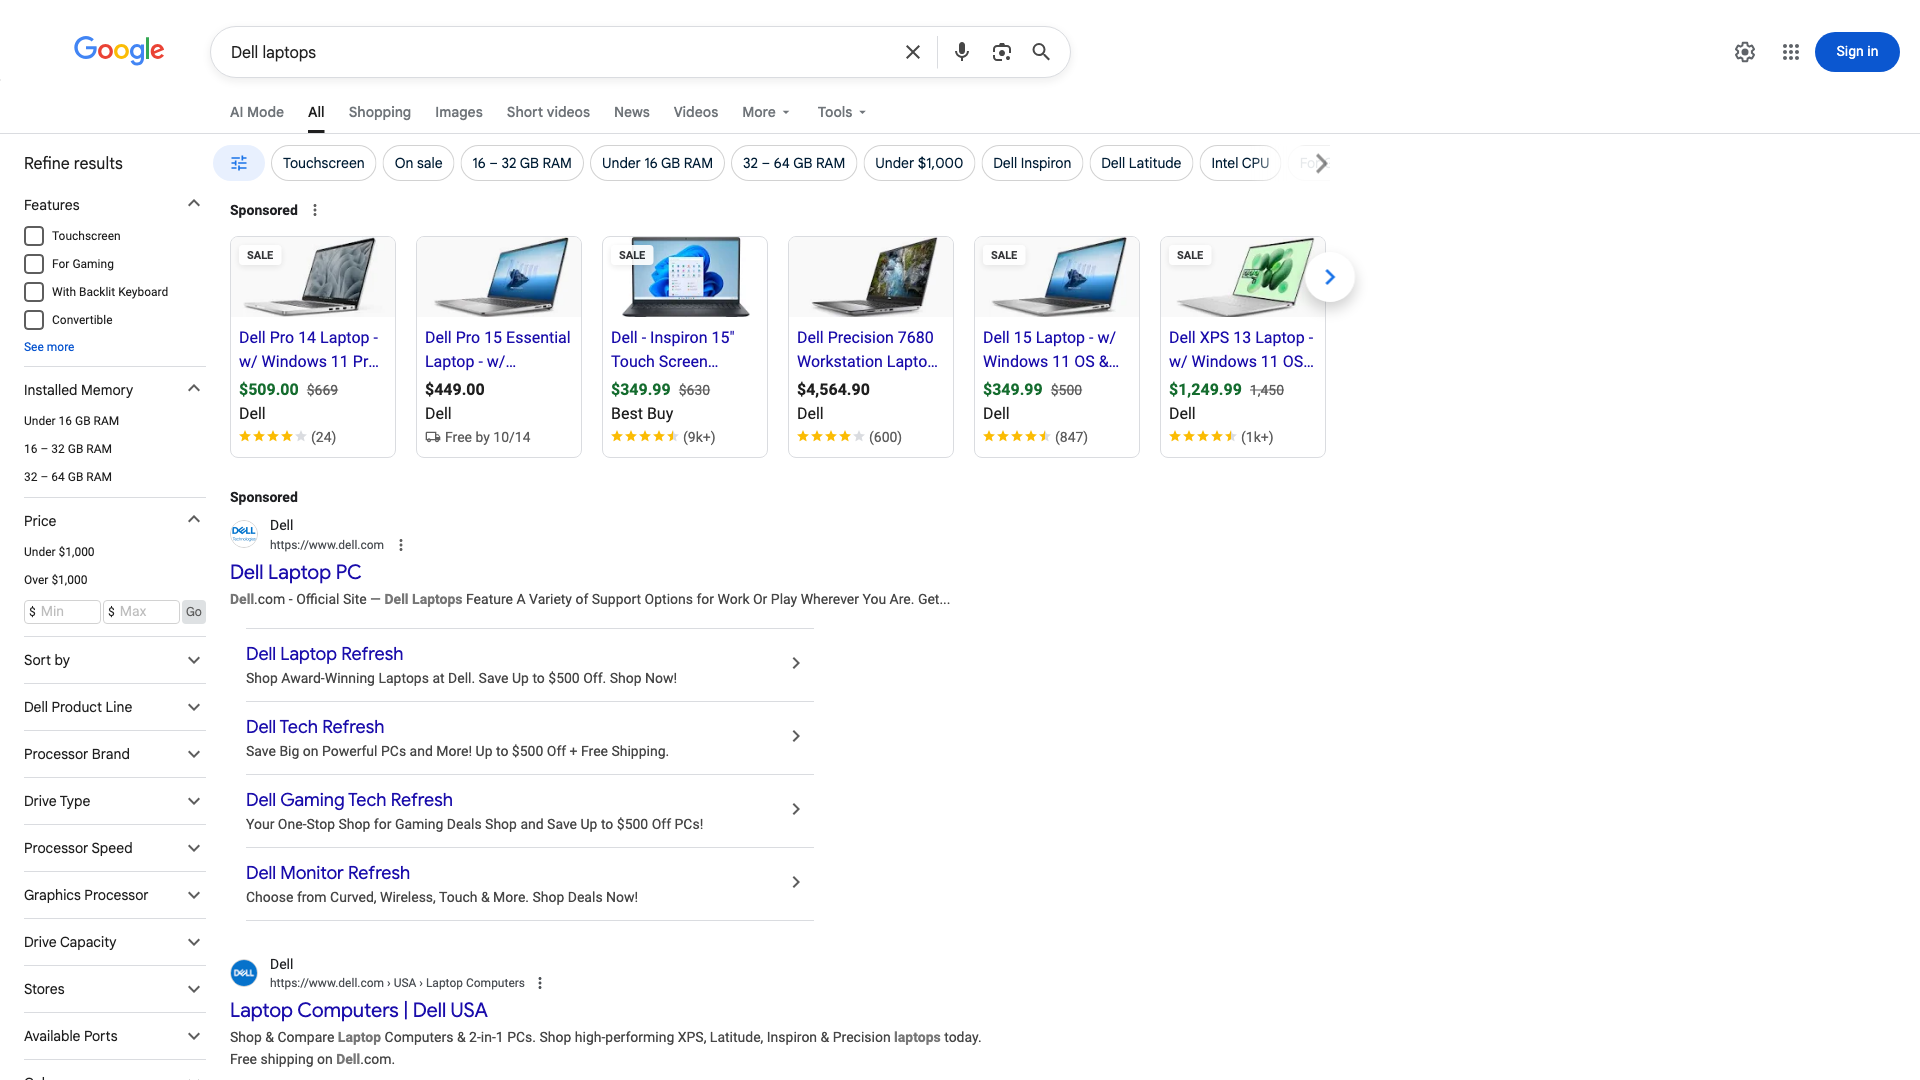 Google
Dell laptops
Sign in
AI Mode
All
Shopping
Images
Short videos
News
Videos
More
Tools
Refine results
Features
Touchscreen
For Gaming
With Backlit Keyboard
Convertible
See more
Installed Memory
Under 16 GB RAM
16 – 32 GB RAM
32 – 64 GB RAM
Price
Under $1,000
Over $1,000
$ Min
$ Max
Go
Sort by
Dell Product Line
Processor Brand
Drive Type
Processor Speed
Graphics Processor
Drive Capacity
Stores
Available Ports
Touchscreen
On sale
16 – 32 GB RAM
Under 16 GB RAM
32 – 64 GB RAM
Under $1,000
Dell Inspiron
Dell Latitude
Intel CPU
Fo
Sponsored
SALE
Dell Pro 14 Laptop -
w/ Windows 11 Pr...
$509.00 $669
Dell
(24)
Dell Pro 15 Essential
Laptop - w/...
$449.00
Dell
Free by 10/14
SALE
Dell - Inspiron 15"
Touch Screen...
$349.99 $630
Best Buy
(9k+)
Dell Precision 7680
Workstation Lapto...
$4,564.90
Dell
(600)
SALE
Dell 15 Laptop - w/
Windows 11 OS &...
$349.99 $500
Dell
(847)
SALE
Dell XPS 13 Laptop -
w/ Windows 11 OS...
$1,249.99 1,450
Dell
(1k+)
Sponsored
DELL
Technologies
Dell
https://www.dell.com
Dell Laptop PC
Dell.com - Official Site — Dell Laptops Feature A Variety of Support Options for Work Or Play Wherever You Are. Get...
Dell Laptop Refresh
Shop Award-Winning Laptops at Dell. Save Up to $500 Off. Shop Now!
Dell Tech Refresh
Save Big on Powerful PCs and More! Up to $500 Off + Free Shipping.
Dell Gaming Tech Refresh
Your One-Stop Shop for Gaming Deals Shop and Save Up to $500 Off PCs!
Dell Monitor Refresh
Choose from Curved, Wireless, Touch & More. Shop Deals Now!
DELL
Dell
https://www.dell.com › USA › Laptop Computers
Laptop Computers | Dell USA
Shop & Compare Laptop Computers & 2-in-1 PCs. Shop high-performing XPS, Latitude, Inspiron & Precision laptops today.
Free shipping on Dell.com.